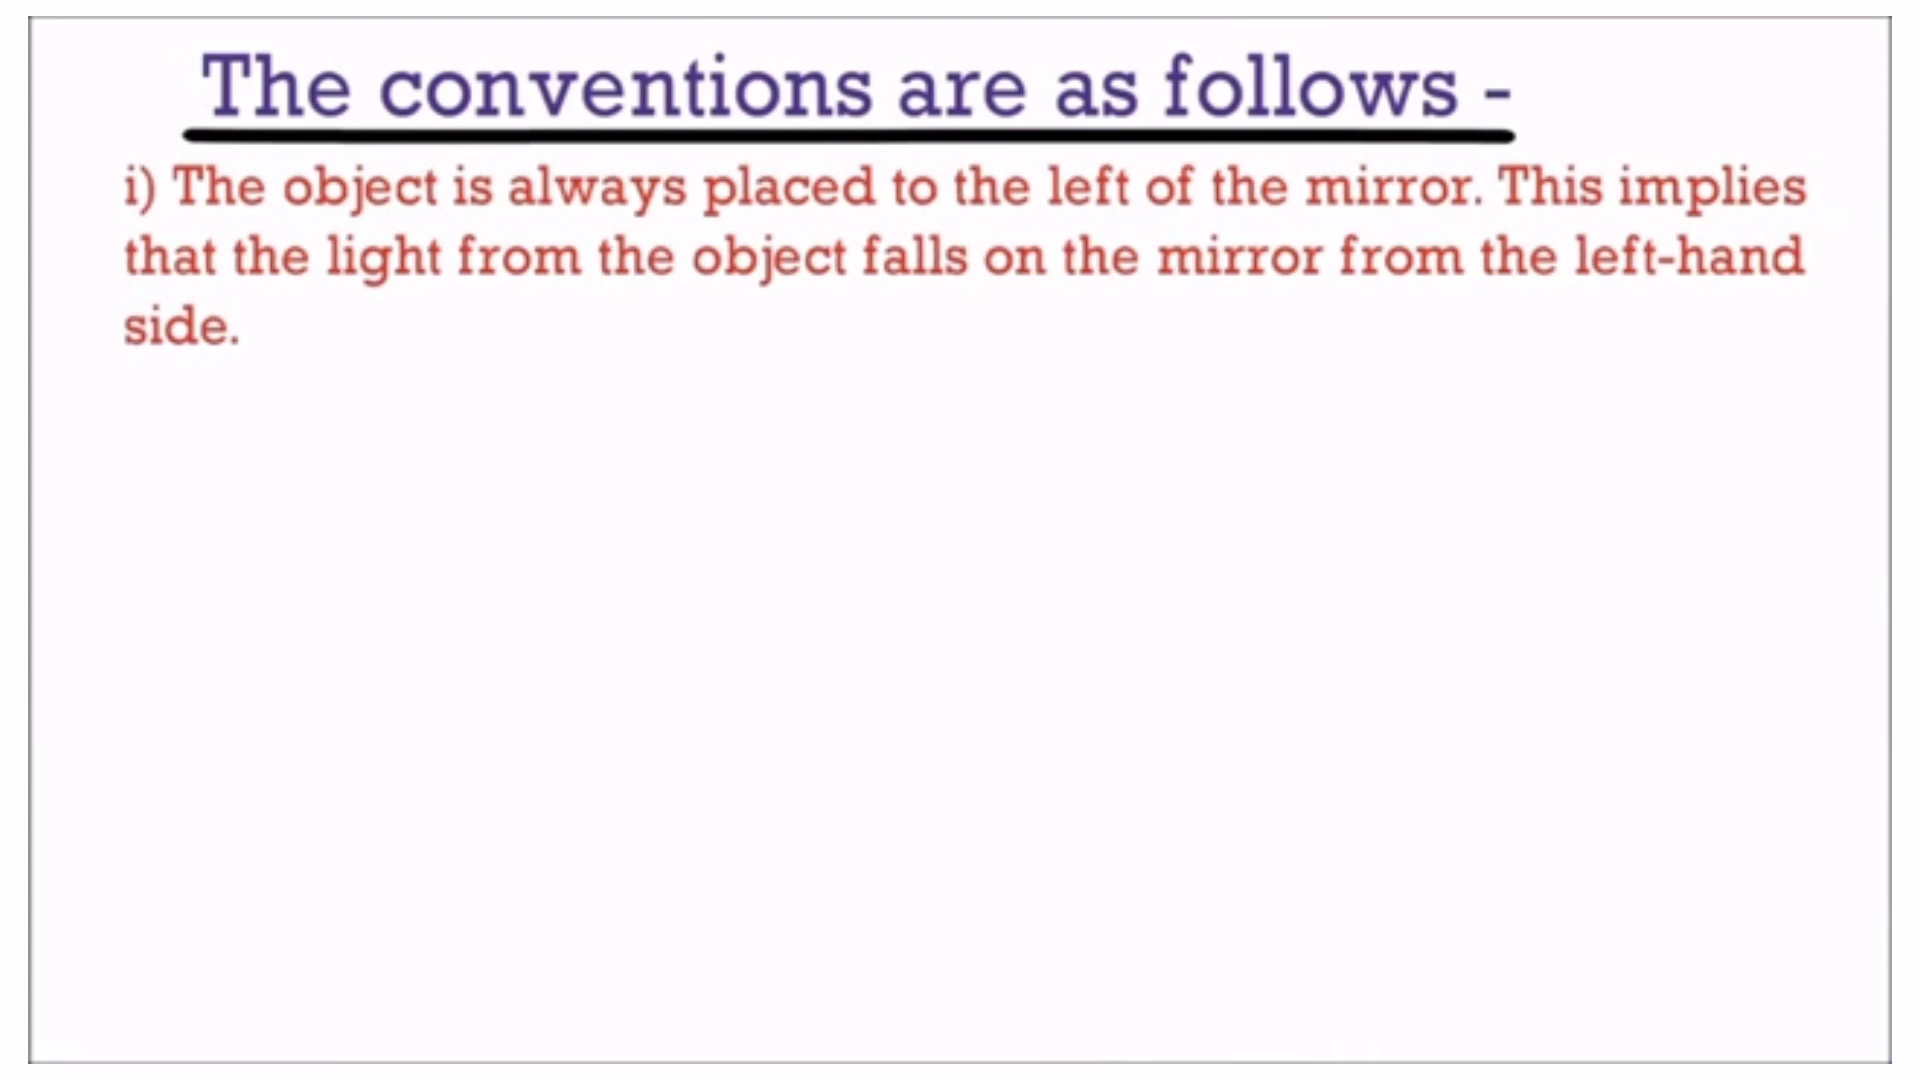 The conventions are as follows -
i) The object is always placed to the left of the mirror. This implies
that the light from the object falls on the mirror from the left-hand
side.